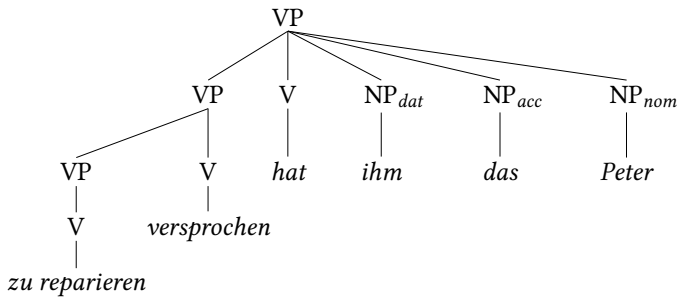 VP
VP V NP_dat NP_acc NP_nom
VP V hat ihm das Peter
V versprochen
zu reparieren